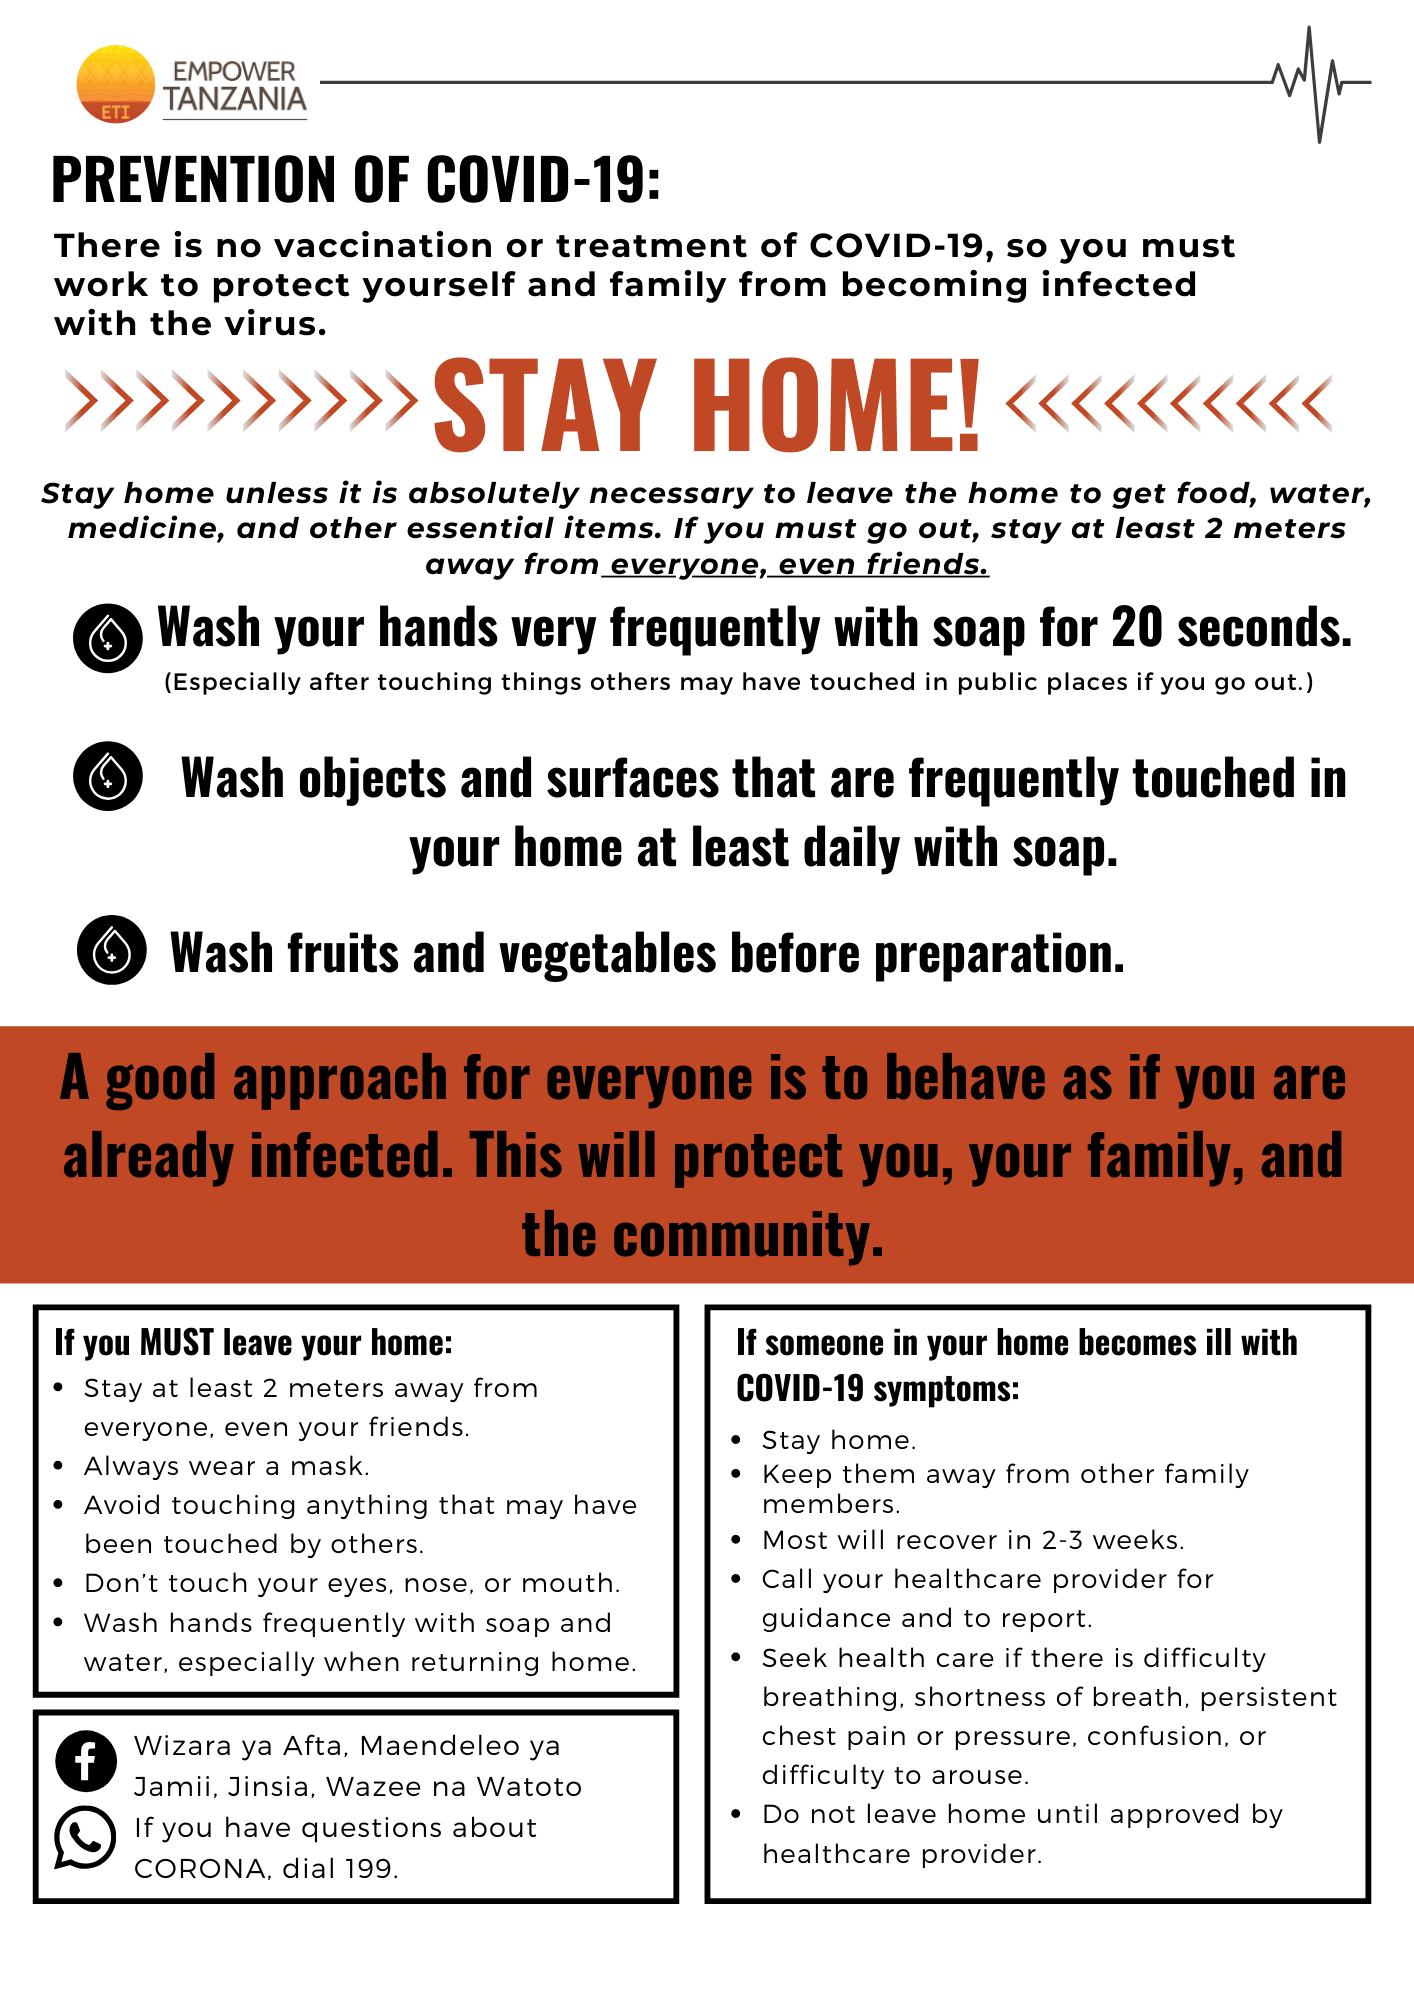 ETI
EMPOWER
TANZANIA
PREVENTION OF COVID-19:
There is no vaccination or treatment of COVID-19, so you must
work to protect yourself and family from becoming infected
with the virus.
STAY HOME!
Stay home unless it is absolutely necessary to leave the home to get food, water,
medicine, and other essential items. If you must go out, stay at least 2 meters
away from everyone, even friends.
Wash your hands very frequently with soap for 20 seconds.
(Especially after touching things others may have touched in public places if you go out.)
Wash objects and surfaces that are frequently touched in
your home at least daily with soap.
Wash fruits and vegetables before preparation.
A good approach for everyone is to behave as if you are
already infected. This will protect you, your family, and
the community.
If you MUST leave your home:
• Stay at least 2 meters away from
everyone, even your friends.
• Always wear a mask.
• Avoid touching anything that may have
been touched by others.
• Don't touch your eyes, nose, or mouth.
• Wash hands frequently with soap and
water, especially when returning home.
Wizara ya Afta, Maendeleo ya
Jamii, Jinsia, Wazee na Watoto
If you have questions about
CORONA, dial 199.
If someone in your home becomes ill with
COVID-19 symptoms:
• Stay home.
• Keep them away from other family
members.
• Most will recover in 2-3 weeks.
• Call your healthcare provider for
guidance and to report.
• Seek health care if there is difficulty
breathing, shortness of breath, persistent
chest pain or pressure, confusion, or
difficulty to arouse.
• Do not leave home until approved by
healthcare provider.